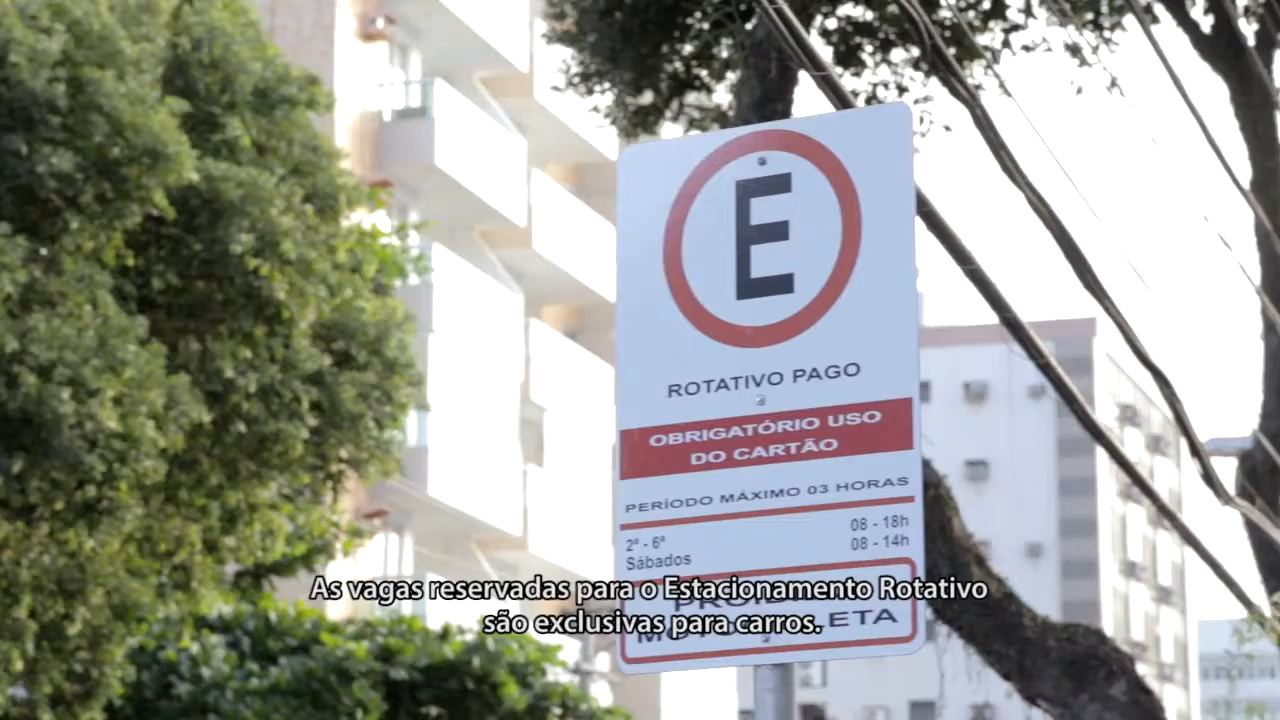 E
ROTATIVO PAGO
OBRIGATÓRIO USO
DO CARTÃO
PERÍODO MÁXIMO 03 HORAS
2ª - 6ª 08 - 18h
Sábados 08 - 14h
As vagas reservadas para o Estacionamento Rotativo
são exclusivas para carros.